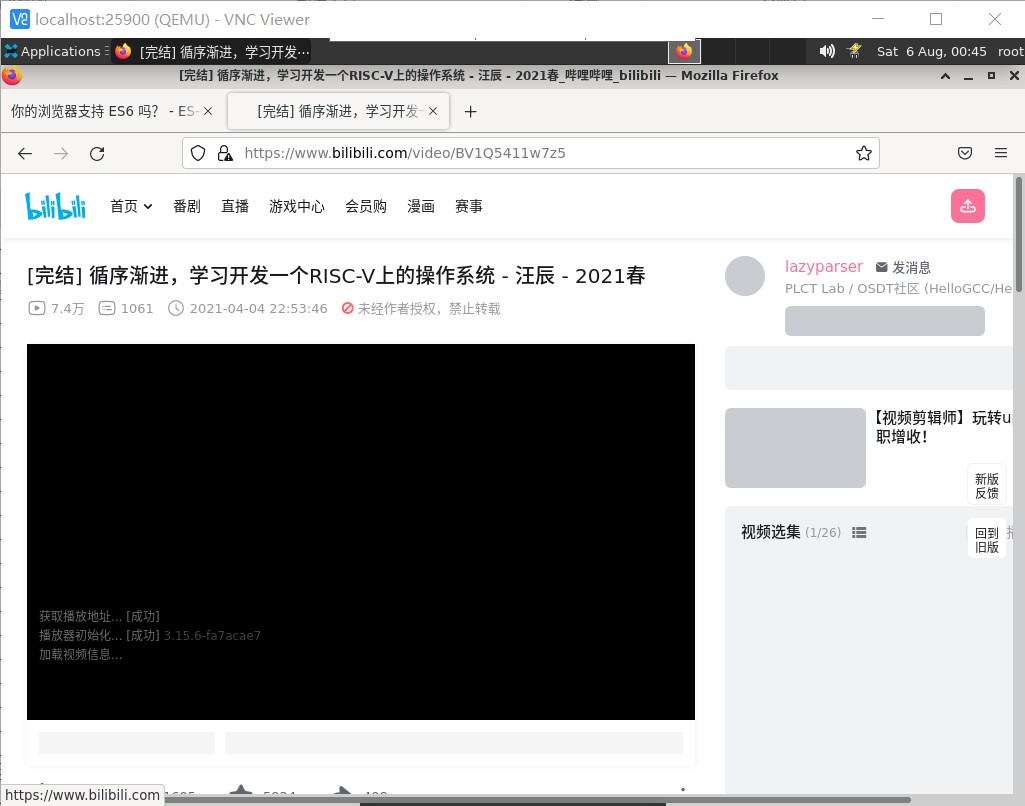 localhost:25900 (QEMU) - VNC Viewer
Applications
[完结] 循序渐进，学习开发…
Sat 6 Aug, 00:45 root
[完结] 循序渐进，学习开发一个RISC-V上的操作系统 - 汪辰 - 2021春_哔哩哔哩_bilibili — Mozilla Firefox
你的浏览器支持 ES6 吗？ - ES-
[完结] 循序渐进，学习开发一
https://www.bilibili.com/video/BV1Q5411w7z5
bilibili
首页 番剧 直播 游戏中心 会员购 漫画 赛事
[完结] 循序渐进，学习开发一个RISC-V上的操作系统 - 汪辰 - 2021春
7.4万 1061 2021-04-04 22:53:46 未经作者授权，禁止转载
lazyparser 发消息
PLCT Lab / OSDT社区 (HelloGCC/He
【视频剪辑师】玩转u
职增收！
新版
反馈
视频选集 (1/26)
回到
旧版
获取播放地址... [成功]
播放器初始化... [成功] 3.15.6-fa7acae7
加载视频信息...
https://www.bilibili.com